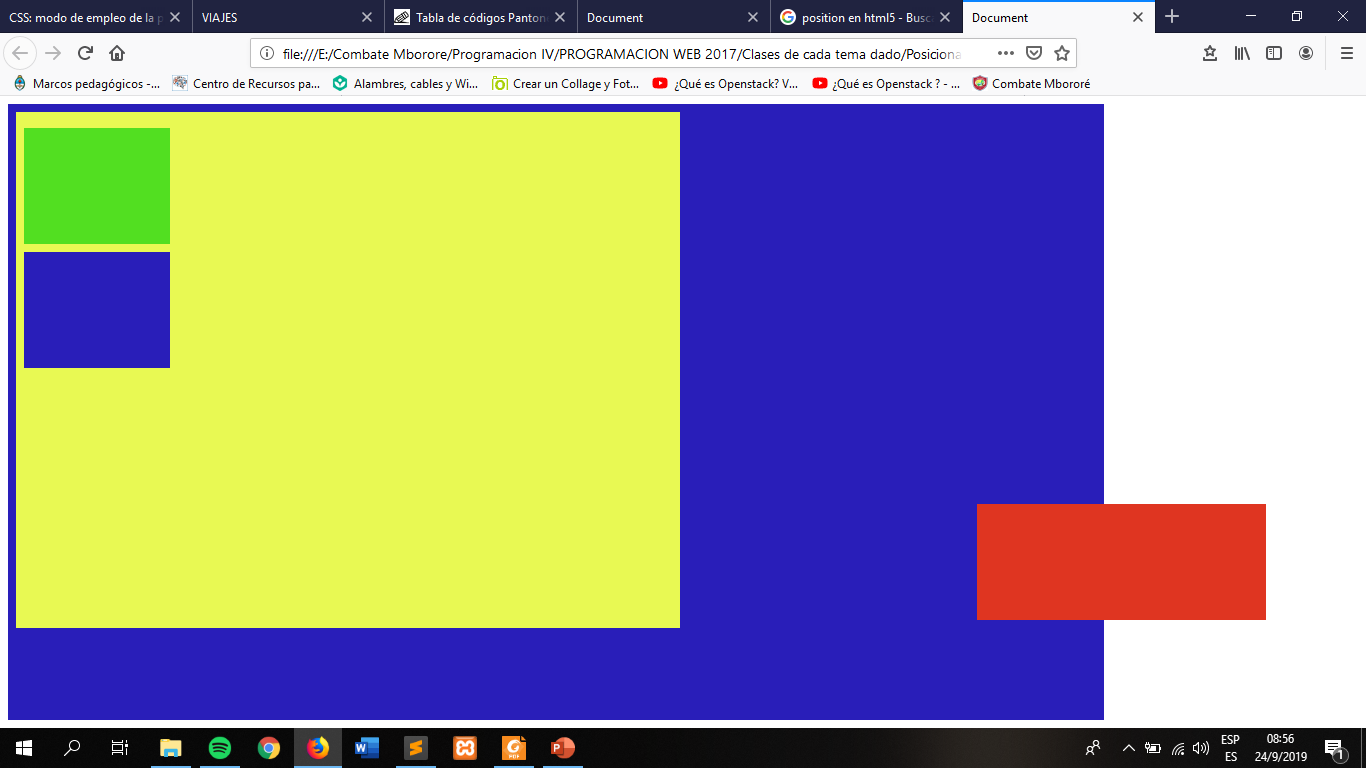 CSS: modo de empleo de la p
VIAJES
Tabla de códigos Panton
Document
position en html5 - Busc
Document
file:///E:/Combate Mborore/Programacion IV/PROGRAMACION WEB 2017/Clases de cada tema dado/Posiciona
Marcos pedagógicos -...
Centro de Recursos pa...
Alambres, cables y Wi...
Crear un Collage y Fot...
¿Qué es Openstack? V...
¿Qué es Openstack ? - ...
Combate Mbororé
ESP
ES
08:56
24/9/2019
1